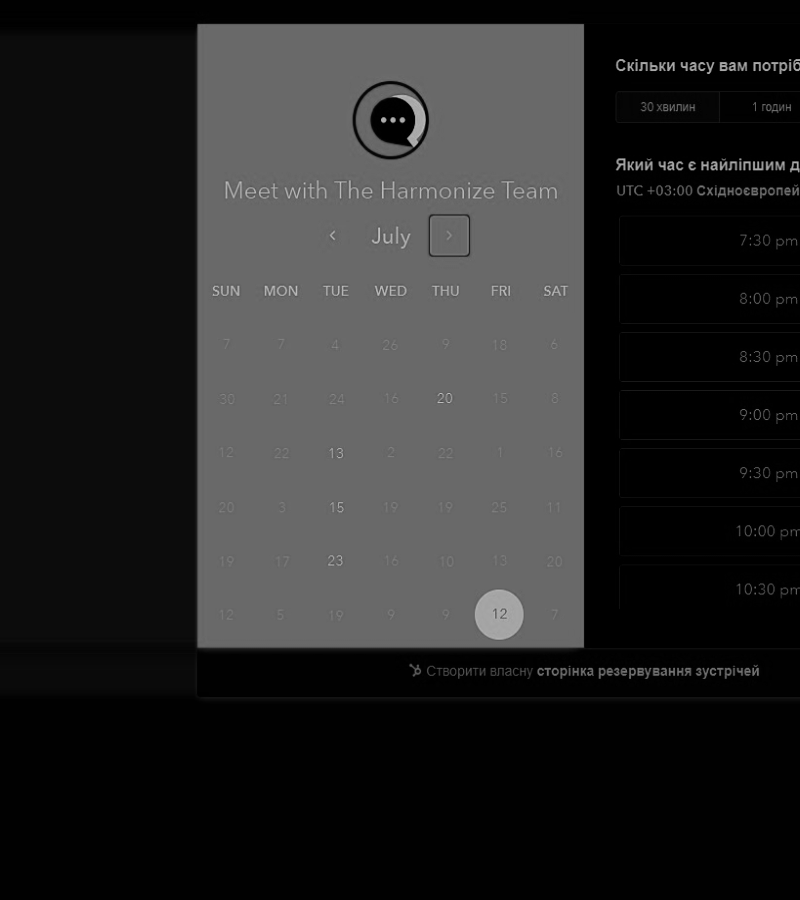 Meet with The Harmonize Team
July
SUN MON TUE WED THU FRI SAT
7 7 4 26 9 18 6
30 21 24 16 20 15 8
12 22 13 2 22 1 16
20 3 15 19 19 25 11
19 17 23 16 10 13 20
12 5 19 9 9 12 7
Скільки часу вам
30 хвилин 1 годин
Який час є найліпшим
UTC +03:00
7:30 pm
8:00 pm
8:30 pm
9:00 pm
9:30 pm
10:00 pm
10:30 pm
Створити власну сторінка резервування зустрічей